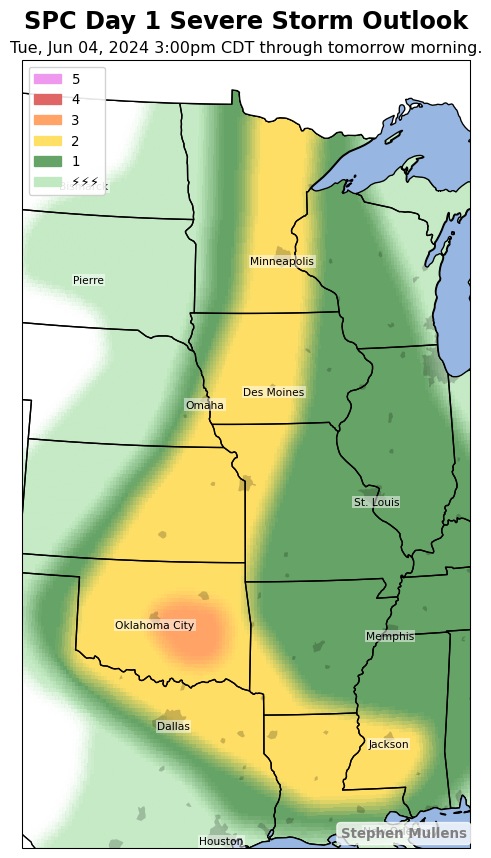 SPC Day 1 Severe Storm Outlook
Tue, Jun 04, 2024 3:00pm CDT through tomorrow morning.
5
4
3
2
1
⚡⚡⚡
Bismarck
Minneapolis
Pierre
Des Moines
Omaha
St. Louis
Oklahoma City
Memphis
Dallas
Jackson
Stephen Mullens
Houston